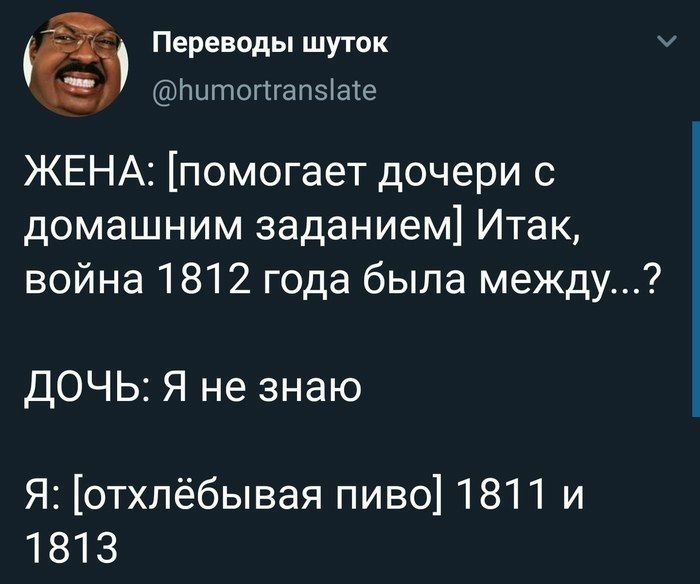 Переводы шуток
@humortranslate
ЖЕНА: [помогает дочери с
домашним заданием] Итак,
война 1812 года была между...?
ДОЧЬ: Я не знаю
Я: [отхлёбывая пиво] 1811 и
1813